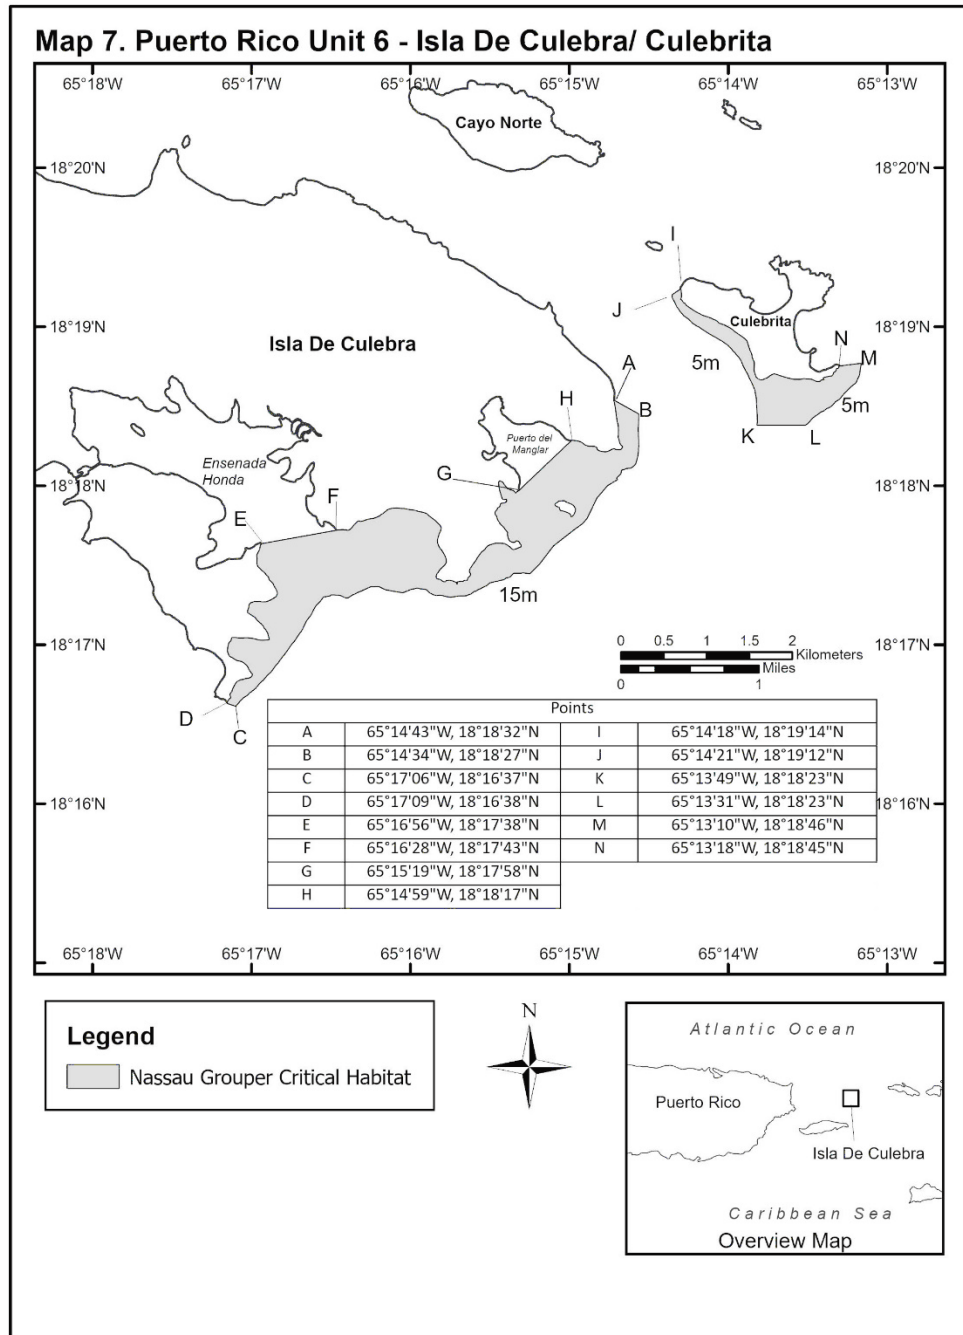 Map 7. Puerto Rico Unit 6 - Isla De Culebra/ Culebrita
65°18'W 65°17'W 65°16'W 65°15'W 65°14'W 65°13'W
Cayo Norte
18°20'N 18°20'N
I
J
18°19'N Culebrita 18°19'N
Isla De Culebra
N
M
A
5m
H
B
5m
K L
Puerto del
Manglar
Ensenada
Honda
G
18°18'N 18°18'N
F
E
15m
18°17'N 18°17'N
0 0.5 1 1.5 2
Kilometers
Miles
0 1
D
C
Points
A 65°14'43"W, 18°18'32"N I 65°14'18"W, 18°19'14"N
B 65°14'34"W, 18°18'27"N J 65°14'21"W, 18°19'12"N
C 65°17'06"W, 18°16'37"N K 65°13'49"W, 18°18'23"N
D 65°17'09"W, 18°16'38"N L 65°13'31"W, 18°18'23"N
18°16'N 18°16'N
E 65°16'56"W, 18°17'38"N M 65°13'10"W, 18°18'46"N
F 65°16'28"W, 18°17'43"N N 65°13'18"W, 18°18'45"N
G 65°15'19"W, 18°17'58"N
H 65°14'59"W, 18°18'17"N
65°18'W 65°17'W 65°16'W 65°15'W 65°14'W 65°13'W
Legend
Nassau Grouper Critical Habitat
N
Atlantic Ocean
Puerto Rico
Isla De Culebra
Caribbean Sea
Overview Map